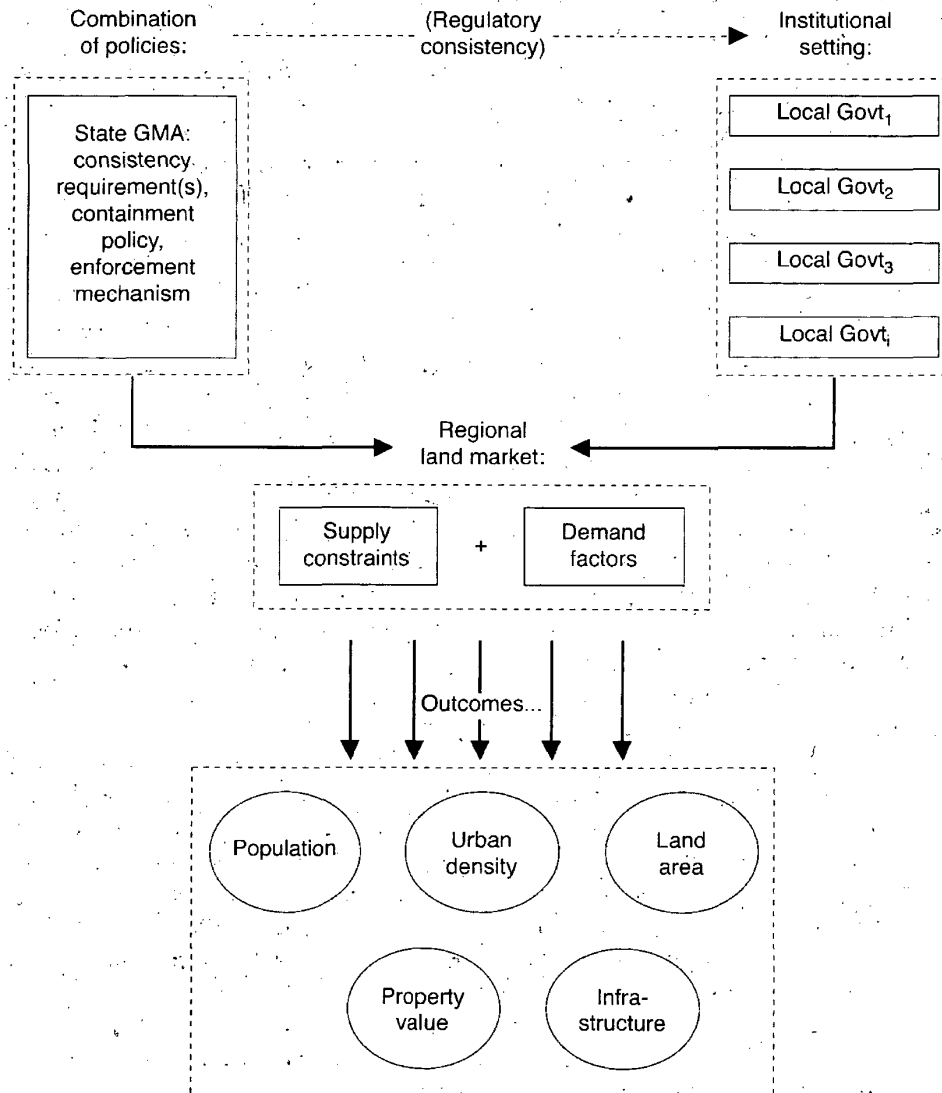 Combination
of policies:
(Regulatory
consistency)
Institutional
setting:
State GMA:
consistency
requirement(s),
containment
policy,
enforcement
mechanism
Local Govt1
Local Govt2
Local Govt3
Local Govti
Regional
land market:
Supply
constraints
+
Demand
factors
Outcomes...
Population
Urban
density
Land
area
Property
value
Infra-
structure